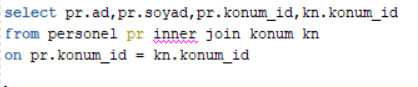 select pr.ad,pr.soyad,pr.konum_id,kn.konum_id
from personel pr inner join konum kn
on pr.konum_id = kn.konum_id